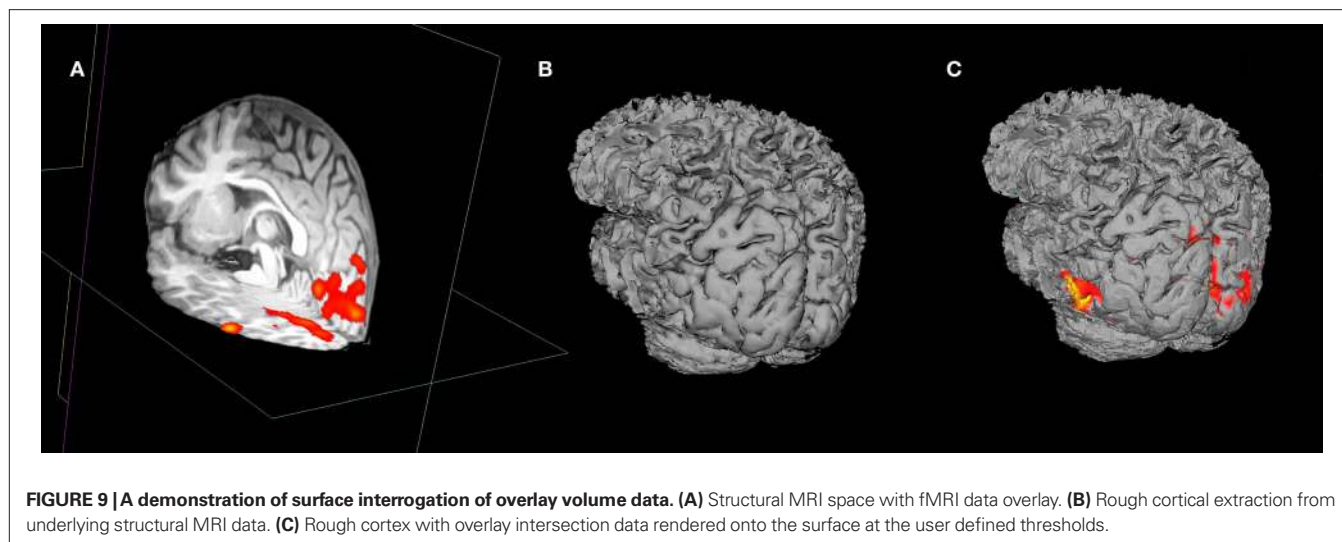 A
B
C
FIGURE 9 | A demonstration of surface interrogation of overlay volume data. (A) Structural MRI space with fMRI data overlay. (B) Rough cortical extraction from
underlying structural MRI data. (C) Rough cortex with overlay intersection data rendered onto the surface at the user defined thresholds.